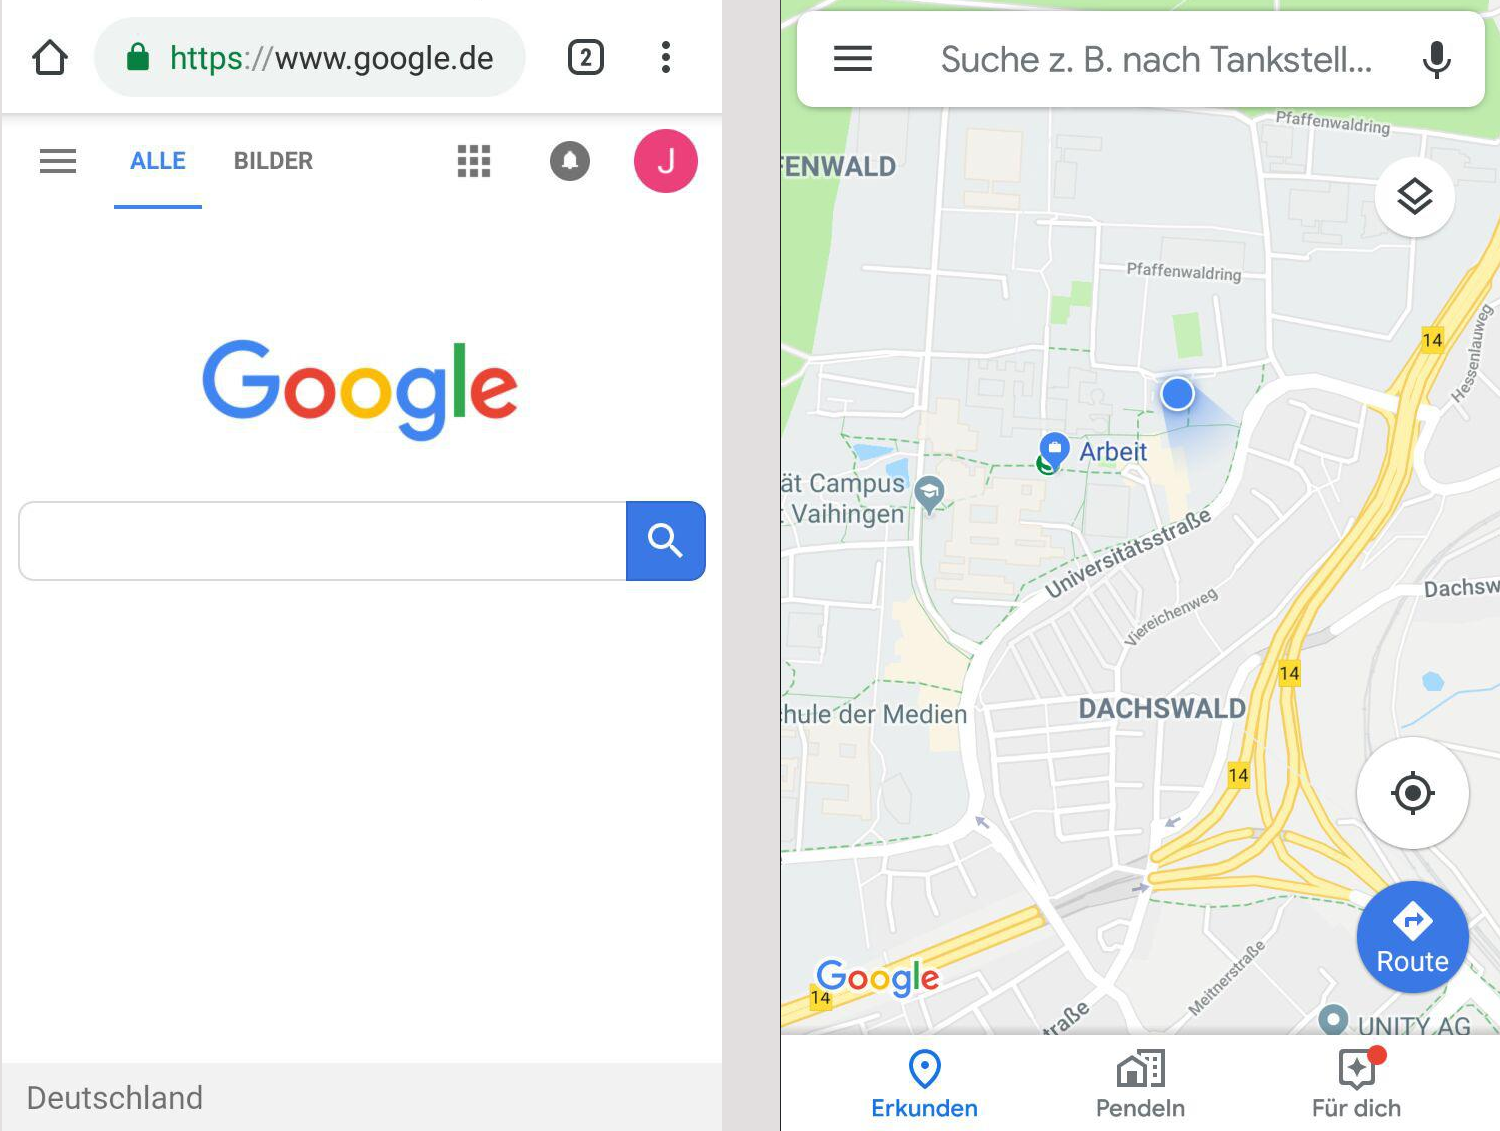 https://www.google.de
2
ALLE BILDER
J
Google
Deutschland
Suche z. B. nach Tankstell...
Pfaffenwaldring
FENWALD
Pfaffenwaldring
14
Hessenlauweg
Arbeit
ät Campus
t Vaihingen
Universitätsstraße
Viereichenweg
Dachsw
14
DACHSWALD
chule der Medien
14
Route
Google
14
Meitnerstraße
traße
UNITY AG
Erkunden Pendeln Für dich